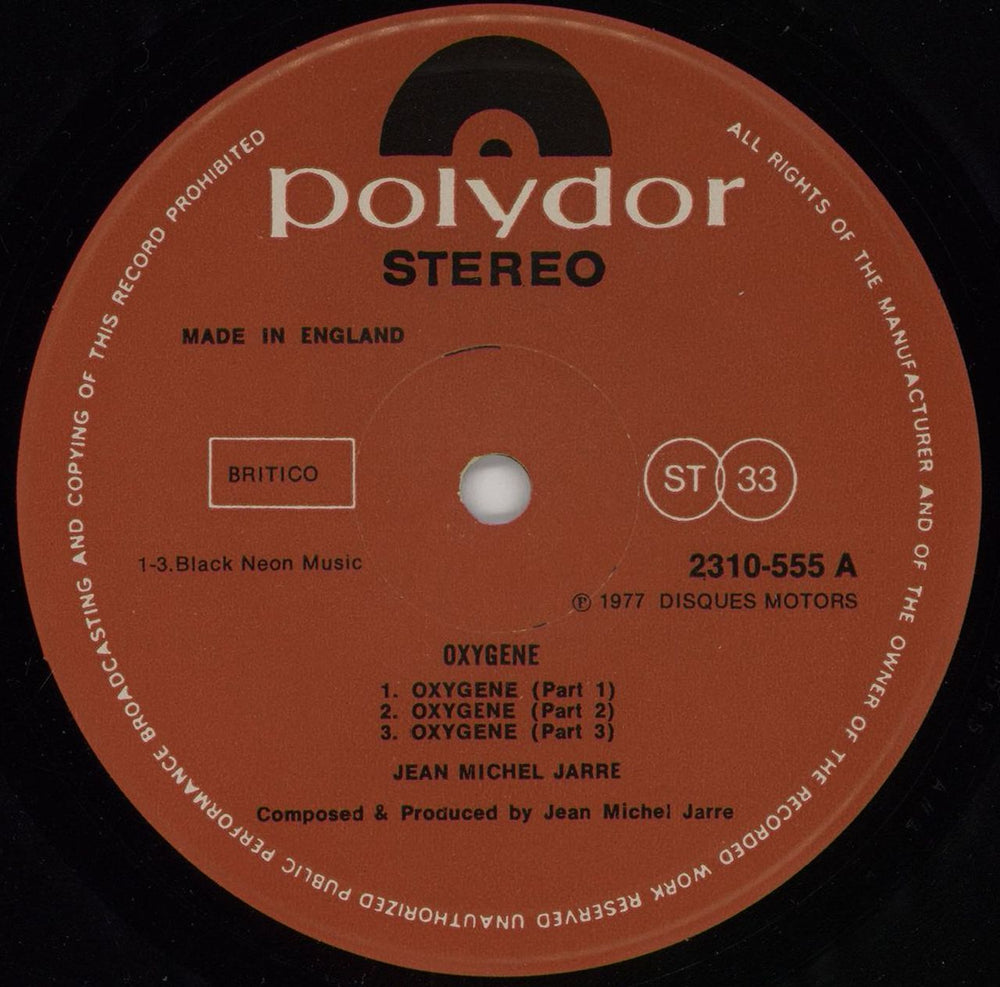 polydor
STEREO
MADE IN ENGLAND
BRITICO
ST 33
1-3.Black Neon Music
2310-555 A
℗ 1977 DISQUES MOTORS
OXYGENE
1. OXYGENE (Part 1)
2. OXYGENE (Part 2)
3. OXYGENE (Part 3)
JEAN MICHEL JARRE
Composed & Produced by Jean Michel Jarre
ALL RIGHTS OF THE MANUFACTURER AND OF THE OWNER OF THE RECORDED WORK RESERVED UNAUTHORIZED PUBLIC PERFORMANCE BROADCASTING AND COPYING OF THIS RECORD PROHIBITED